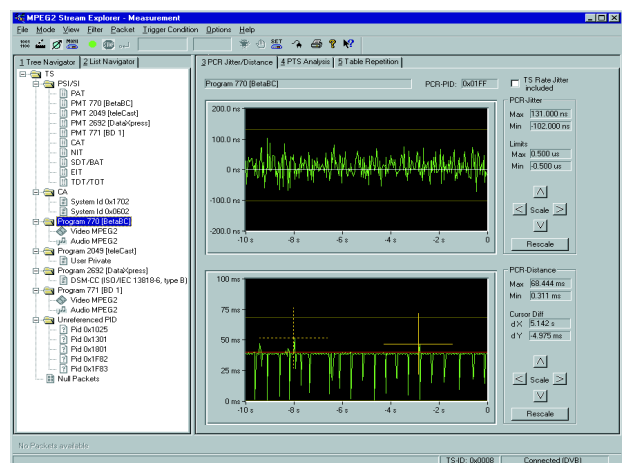 MPEG2 Stream Explorer - Measurement
File Mode View Filter Packet Trigger Condition Options Help
SET
1 Tree Navigator 2 List Navigator
3 PCR Jitter/Distance 4 PTS Analysis 5 Table Repetition
TS
PSI/SI
PAT
PMT 770 [BetaBC]
PMT 2049 [teleCast]
PMT 2692 [DataXpress]
PMT 771 [BD 1]
CAT
NIT
SDT/BAT
EIT
TDT/TOT
CA
System Id 0x1702
System Id 0x0602
Program 770 [BetaBC]
Video MPEG2
Audio MPEG2
Program 2049 [teleCast]
User Private
Program 2692 [DataXpress]
DSM-CC (ISO/IEC 13818-6, type B)
Program 771 [BD 1]
Video MPEG2
Audio MPEG2
Unreferenced PID
Pid 0x1025
Pid 0x1301
Pid 0x1801
Pid 0x1F82
Pid 0x1F83
Null Packets
Program 770 [BetaBC]
PCR-PID: 0x01FF
TS Rate Jitter
included
200.0 ns
100.0 ns
0 ns
-100.0 ns
-200.0 ns
-10 s -8 s -6 s -4 s -2 s 0
PCR-Jitter
Max 131.000 ns
Min -102.000 ns
Limits
Max 0.500 us
Min -0.500 us
< Scale >
Rescale
100 ms
75 ms
50 ms
25 ms
0 ms
-10 s -8 s -6 s -4 s -2 s 0
PCR-Distance
Max 68.444 ms
Min 0.311 ms
Cursor Diff
d X 5.142 s
d Y -4.975 ms
< Scale >
Rescale
No Packets available
TS-ID: 0x0008 Connected (DVB)